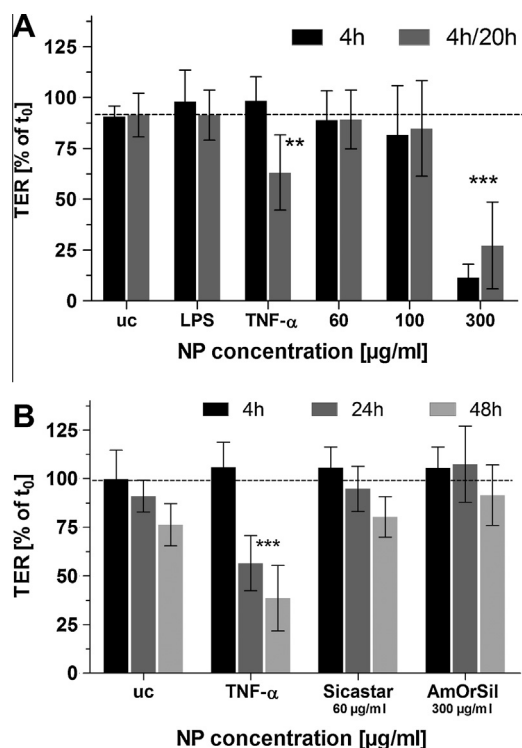 A
4h 4h/20h
TER [% of t₀]
125
100
75
50
25
0
**
***
uc LPS TNF-α 60 100 300
NP concentration [µg/ml]
B
4h 24h 48h
TER [% of t₀]
125
100
75
50
25
0
***
uc TNF-α Sicastar AmOrSil
60 µg/ml 300 µg/ml
NP concentration [µg/ml]